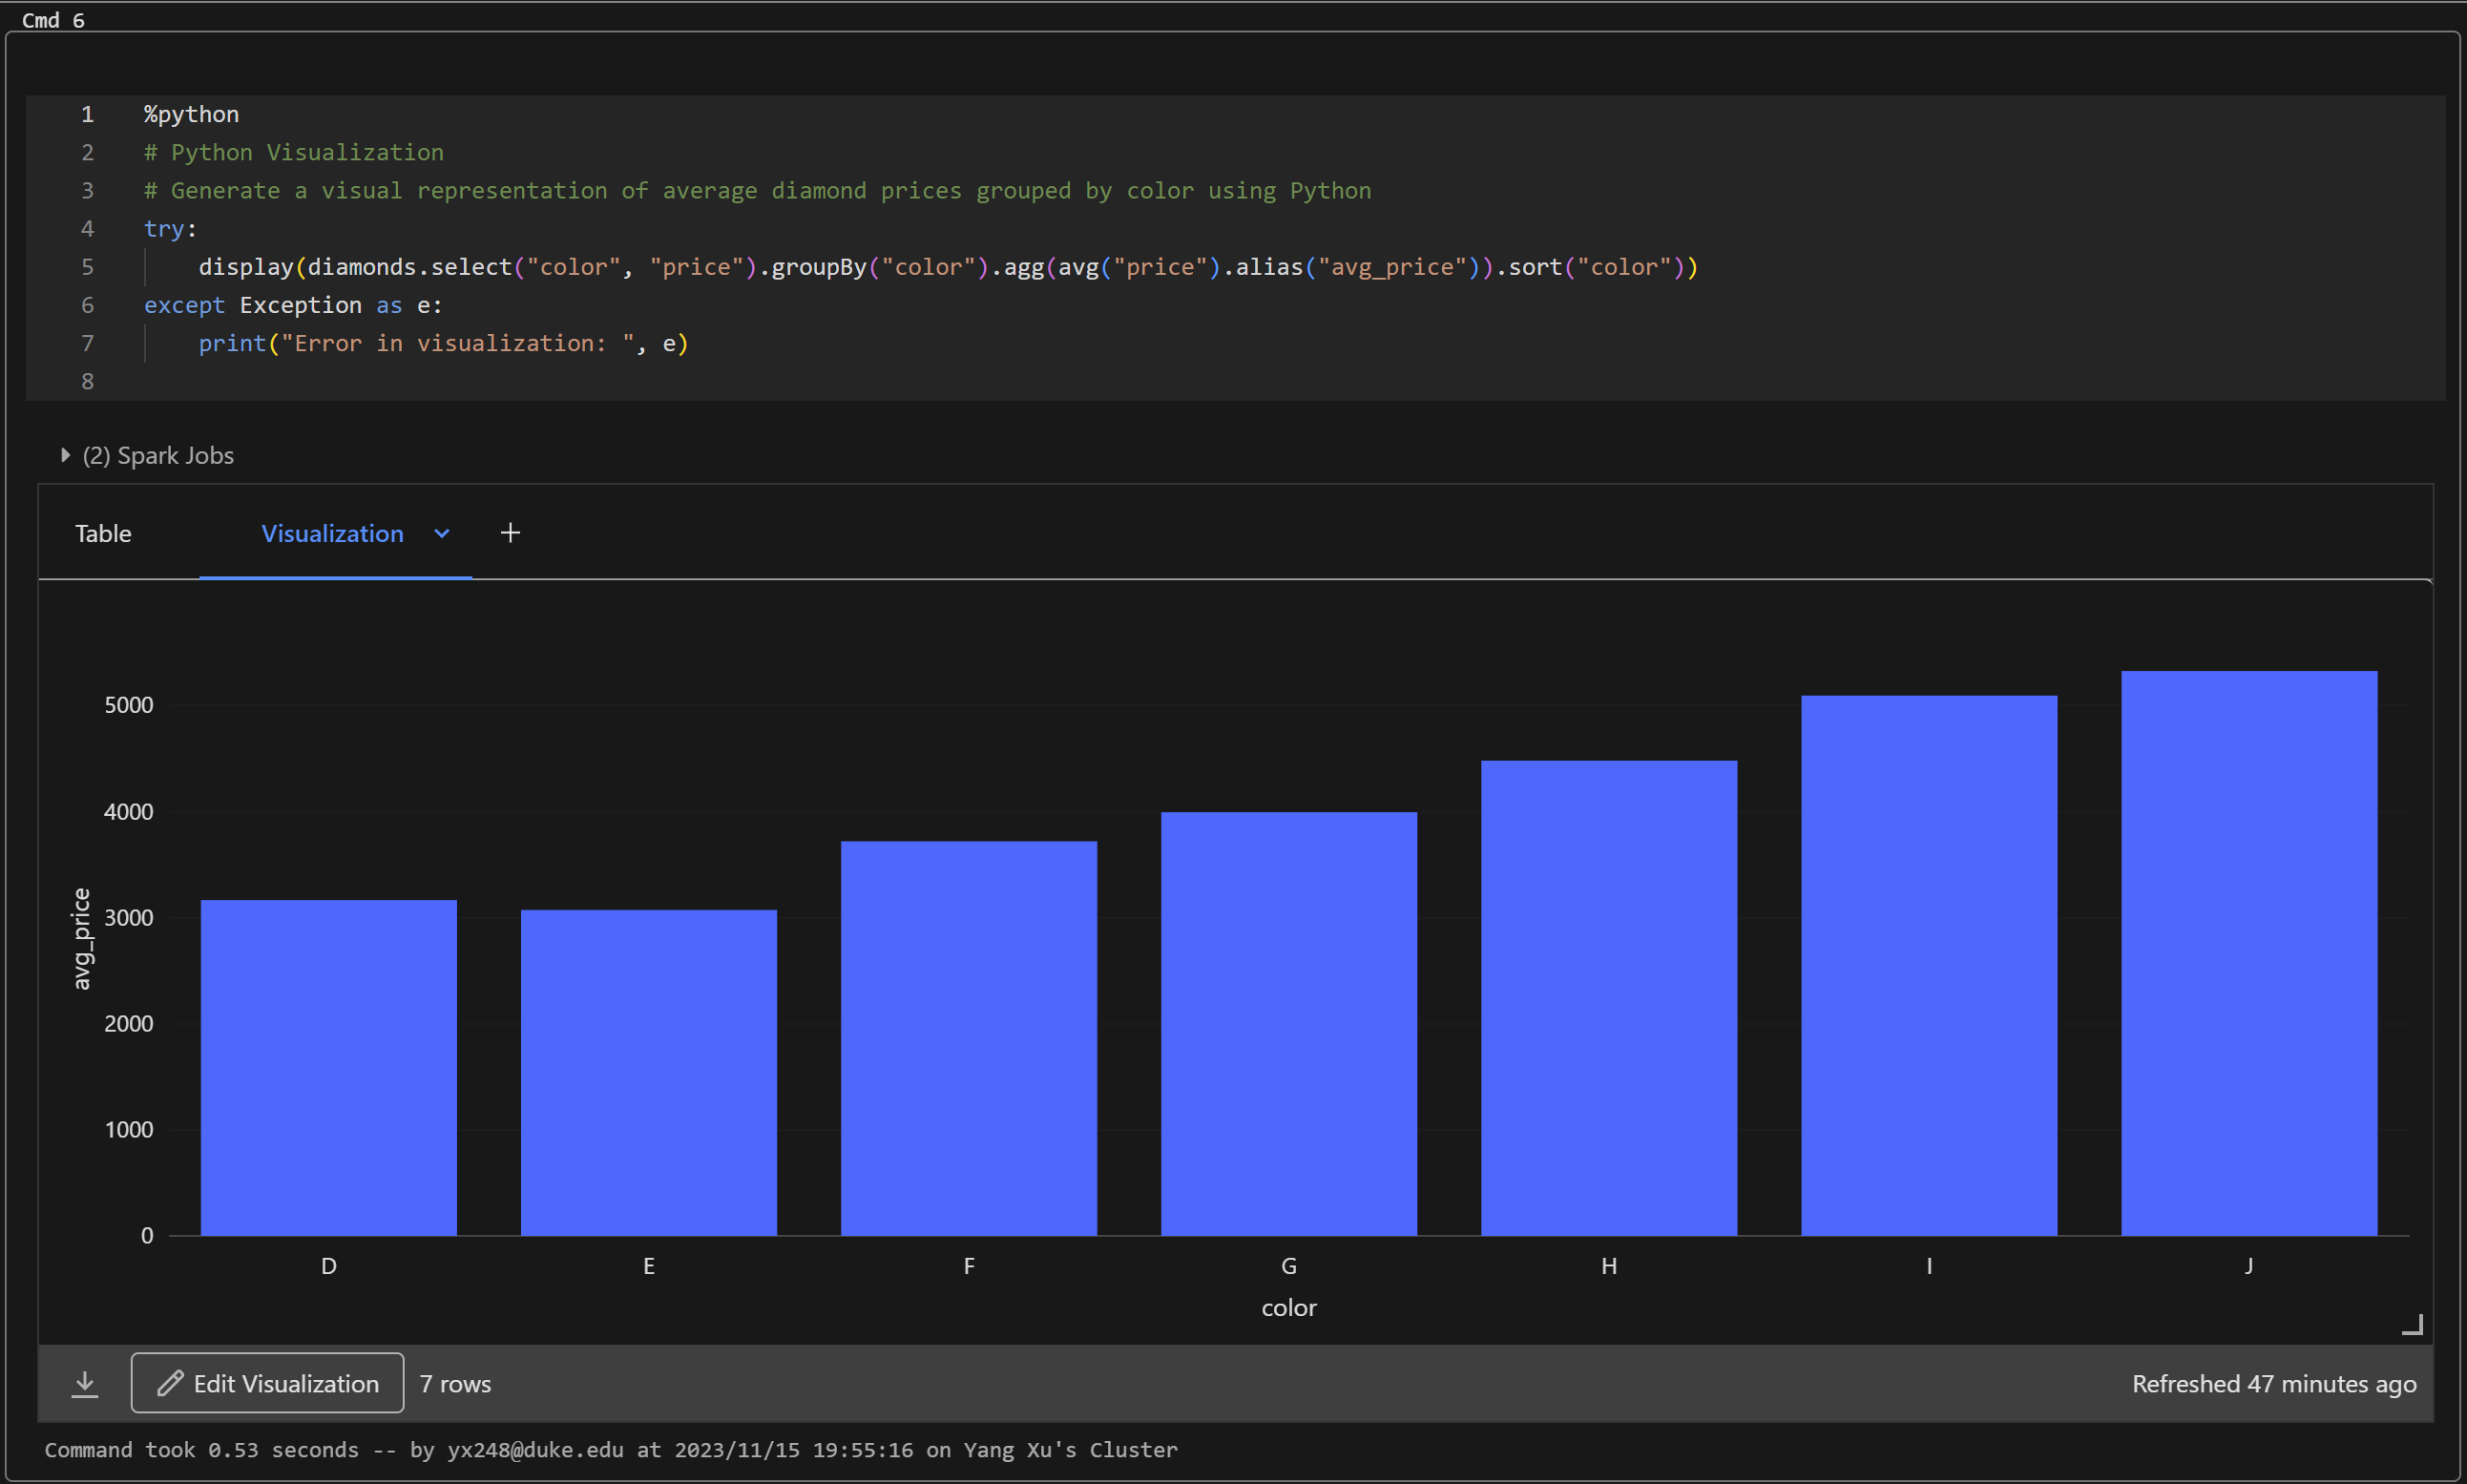 Cmd 6
1 %python
2 # Python Visualization
3 # Generate a visual representation of average diamond prices grouped by color using Python
4 try:
5     display(diamonds.select("color", "price").groupBy("color").agg(avg("price").alias("avg_price")).sort("color"))
6 except Exception as e:
7     print("Error in visualization: ", e)
8
(2) Spark Jobs
Table Visualization +
5000
4000
3000
2000
1000
0
avg_price
D E F G H I J
color
Edit Visualization 7 rows Refreshed 47 minutes ago
Command took 0.53 seconds -- by yx248@duke.edu at 2023/11/15 19:55:16 on Yang Xu's Cluster